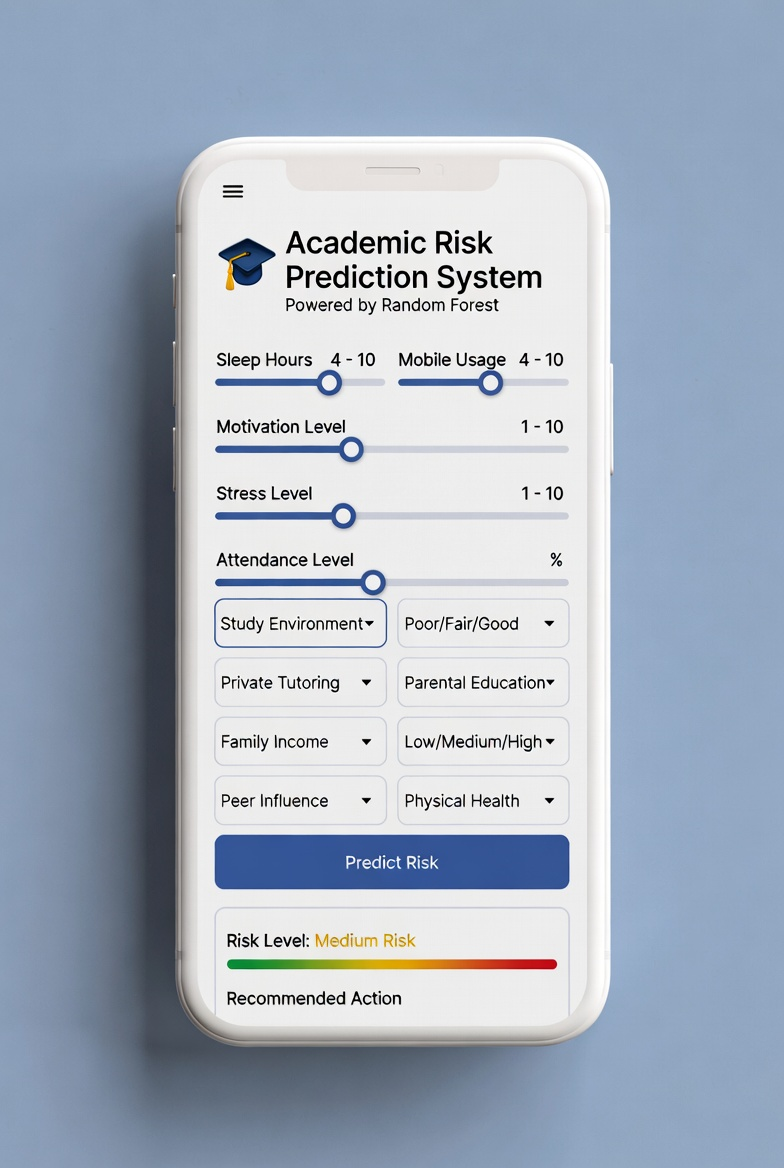 Academic Risk
Prediction System
Powered by Random Forest
Sleep Hours 4 - 10 Mobile Usage 4 - 10
Motivation Level 1 - 10
Stress Level 1 - 10
Attendance Level %
Study Environment Poor/Fair/Good
Private Tutoring Parental Education
Family Income Low/Medium/High
Peer Influence Physical Health
Predict Risk
Risk Level: Medium Risk
Recommended Action